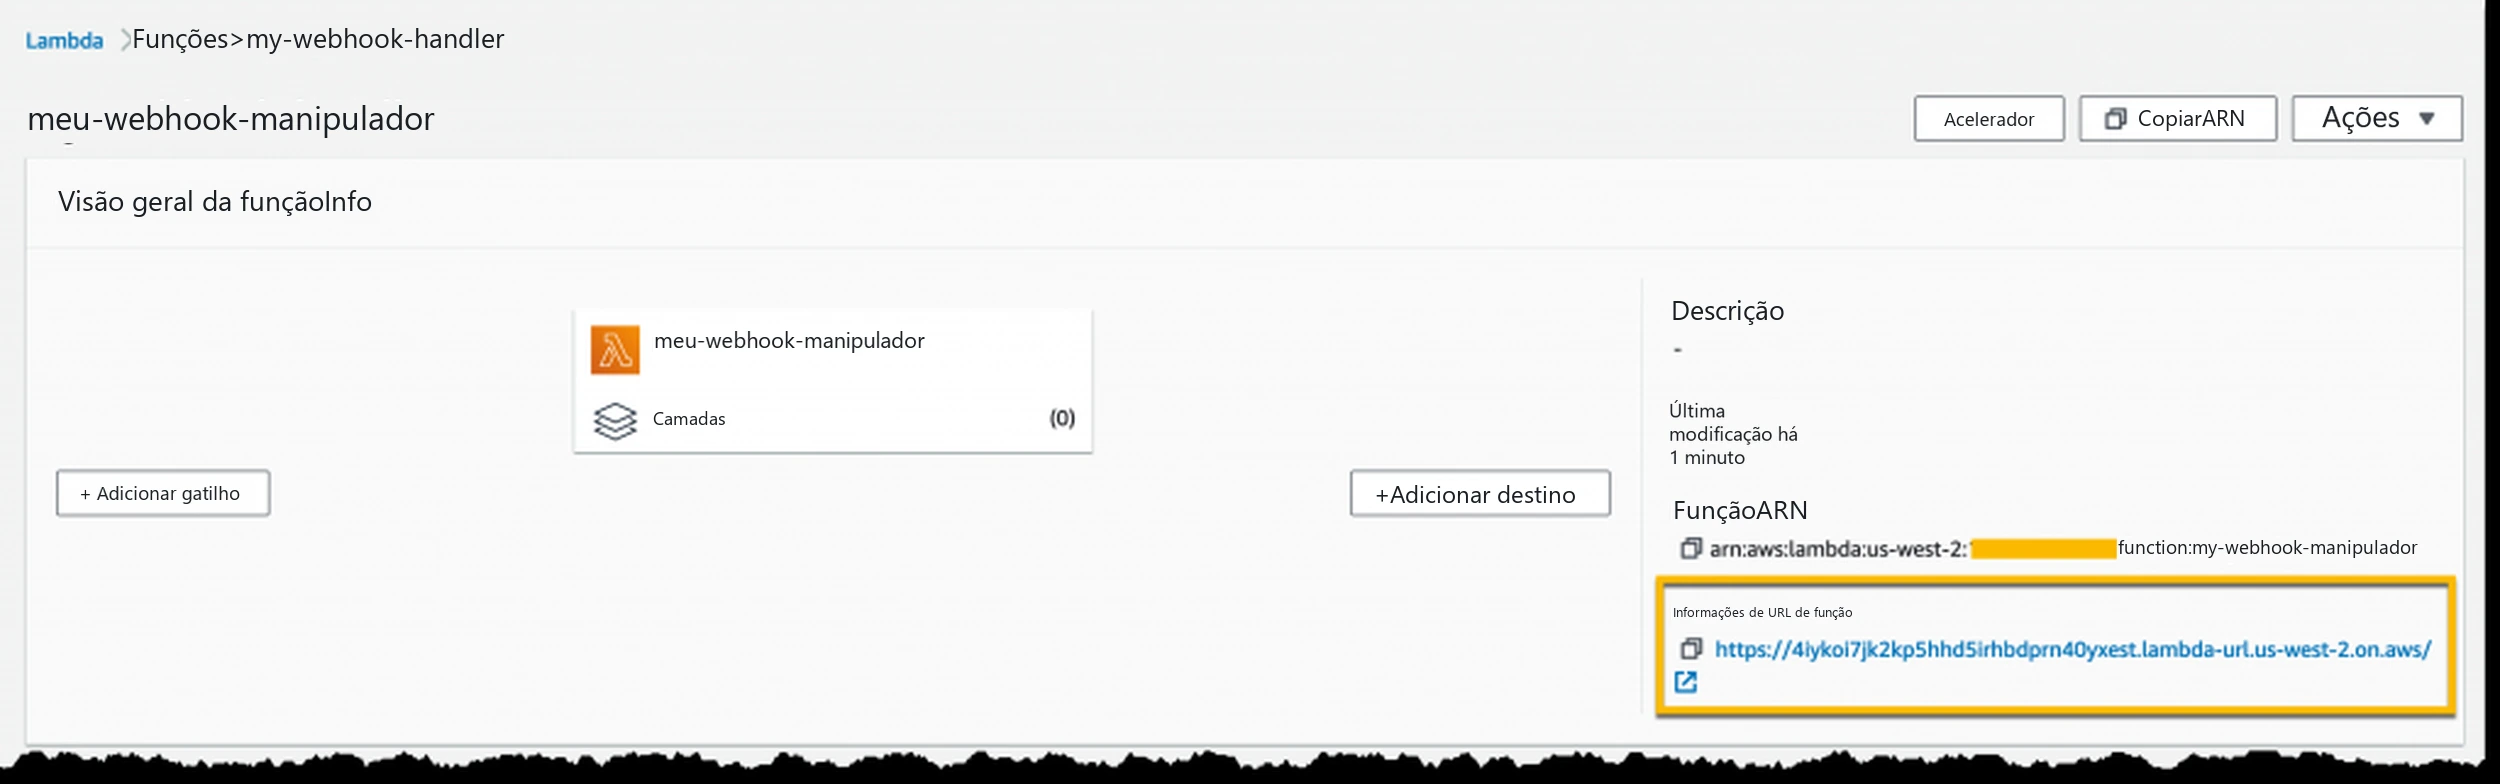 Lambda Funções>my-webhook-handler
meu-webhook-manipulador
Acelerador
CopiarARN
Ações
Visão geral da funçãoInfo
meu-webhook-manipulador
Camadas (0)
+ Adicionar gatilho
+Adicionar destino
Descrição
-
Última
modificação há
1 minuto
FunçãoARN
arn:aws:lambda:us-west-2: function:my-webhook-manipulador
Informações de URL de função
https://4iykoi7jk2kp5hhd5irhbdprn40yxest.lambda-url.us-west-2.on.aws/